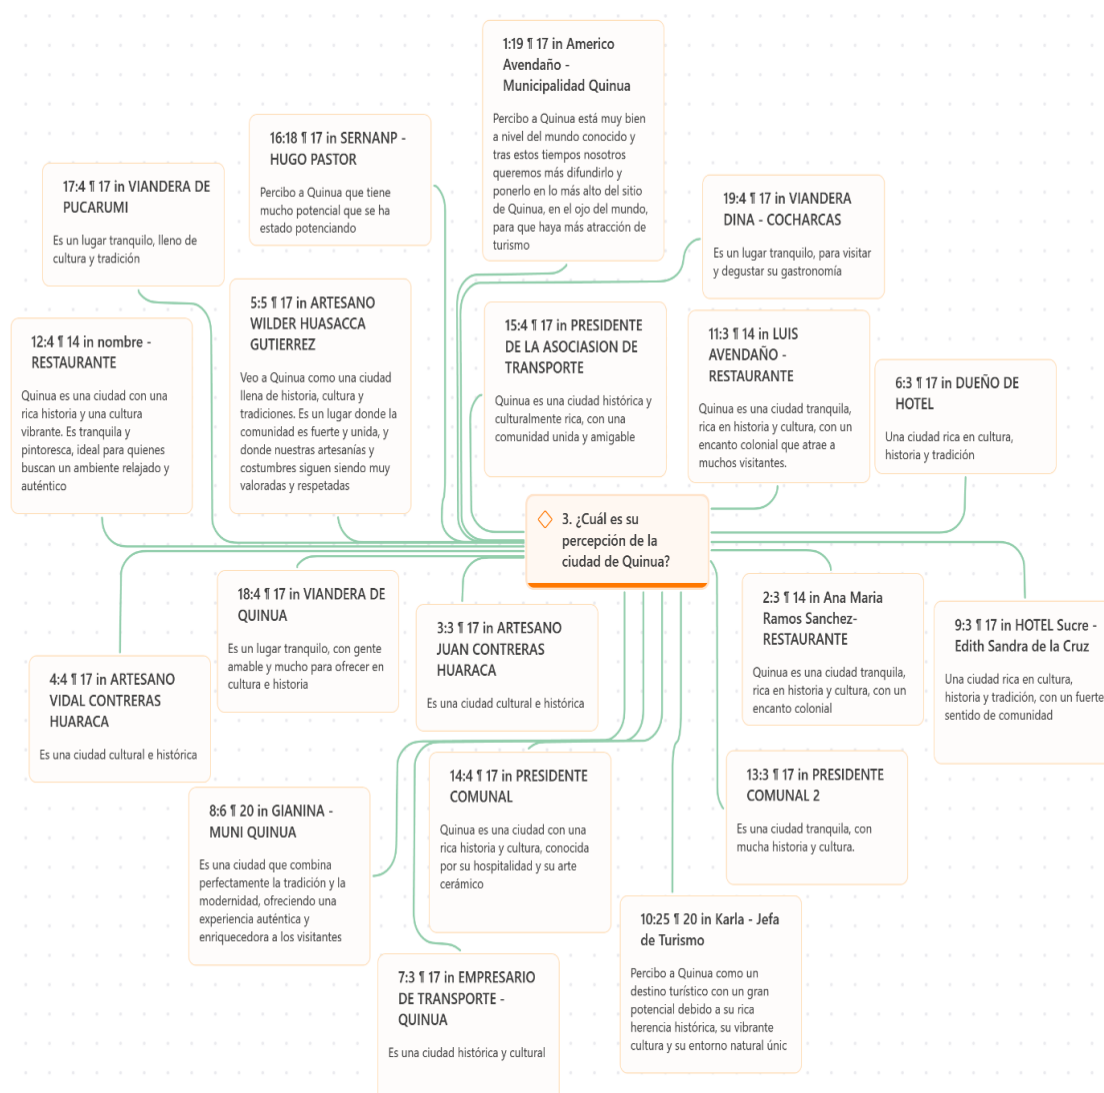 1:19 ¶ 17 in Americo
Avendaño -
Municipalidad Quinua
Percibo a Quinua está muy bien
a nivel del mundo conocido y
tras estos tiempos nosotros
queremos más difundirlo y
ponerlo en lo más alto del sitio
de Quinua, en el ojo del mundo,
para que haya más atracción de
turismo
16:18 ¶ 17 in SERNANP -
HUGO PASTOR
Percibo a Quinua que tiene
mucho potencial que se ha
estado potenciando
17:4 ¶ 17 in VIANDERA DE
PUCARUMI
Es un lugar tranquilo, lleno de
cultura y tradición
19:4 ¶ 17 in VIANDERA
DINA - COCHARCAS
Es un lugar tranquilo, para visitar
y degustar su gastronomía
12:4 ¶ 14 in nombre -
RESTAURANTE
Quinua es una ciudad con una
rica historia y una cultura
vibrante. Es tranquila y
pintoresca, ideal para quienes
buscan un ambiente relajado y
auténtico
5:5 ¶ 17 in ARTESANO
WILDER HUASACCA
GUTIERREZ
Veo a Quinua como una ciudad
llena de historia, cultura y
tradiciones. Es un lugar donde la
comunidad es fuerte y unida, y
donde nuestras artesanías y
costumbres siguen siendo muy
valoradas y respetadas
15:4 ¶ 17 in PRESIDENTE
DE LA ASOCIASION DE
TRANSPORTE
Quinua es una ciudad histórica y
culturalmente rica, con una
comunidad unida y amigable
11:3 ¶ 14 in LUIS
AVENDAÑO -
RESTAURANTE
Quinua es una ciudad tranquila,
rica en historia y cultura, con un
encanto colonial que atrae a
muchos visitantes.
6:3 ¶ 17 in DUEÑO DE
HOTEL
Una ciudad rica en cultura,
historia y tradición
3. ¿Cuál es su
percepción de la
ciudad de Quinua?
18:4 ¶ 17 in VIANDERA DE
QUINUA
Es un lugar tranquilo, con gente
amable y mucho para ofrecer en
cultura e historia
3:3 ¶ 17 in ARTESANO
JUAN CONTRERAS
HUARACA
Es una ciudad cultural e histórica
2:3 ¶ 14 in Ana Maria
Ramos Sanchez-
RESTAURANTE
Quinua es una ciudad tranquila,
rica en historia y cultura, con un
encanto colonial
9:3 ¶ 17 in HOTEL Sucre -
Edith Sandra de la Cruz
Una ciudad rica en cultura,
historia y tradición, con un fuerte
sentido de comunidad
4:4 ¶ 17 in ARTESANO
VIDAL CONTRERAS
HUARACA
Es una ciudad cultural e histórica
8:6 ¶ 20 in GIANINA -
MUNI QUINUA
Es una ciudad que combina
perfectamente la tradición y la
modernidad, ofreciendo una
experiencia auténtica y
enriquecedora a los visitantes
14:4 ¶ 17 in PRESIDENTE
COMUNAL
Quinua es una ciudad con una
rica historia y cultura, conocida
por su hospitalidad y su arte
cerámico
13:3 ¶ 17 in PRESIDENTE
COMUNAL 2
Es una ciudad tranquila, con
mucha historia y cultura.
10:25 ¶ 20 in Karla - Jefa
de Turismo
Percibo a Quinua como un
destino turístico con un gran
potencial debido a su rica
herencia histórica, su vibrante
cultura y su entorno natural únic
7:3 ¶ 17 in EMPRESARIO
DE TRANSPORTE -
QUINUA
Es una ciudad histórica y cultural